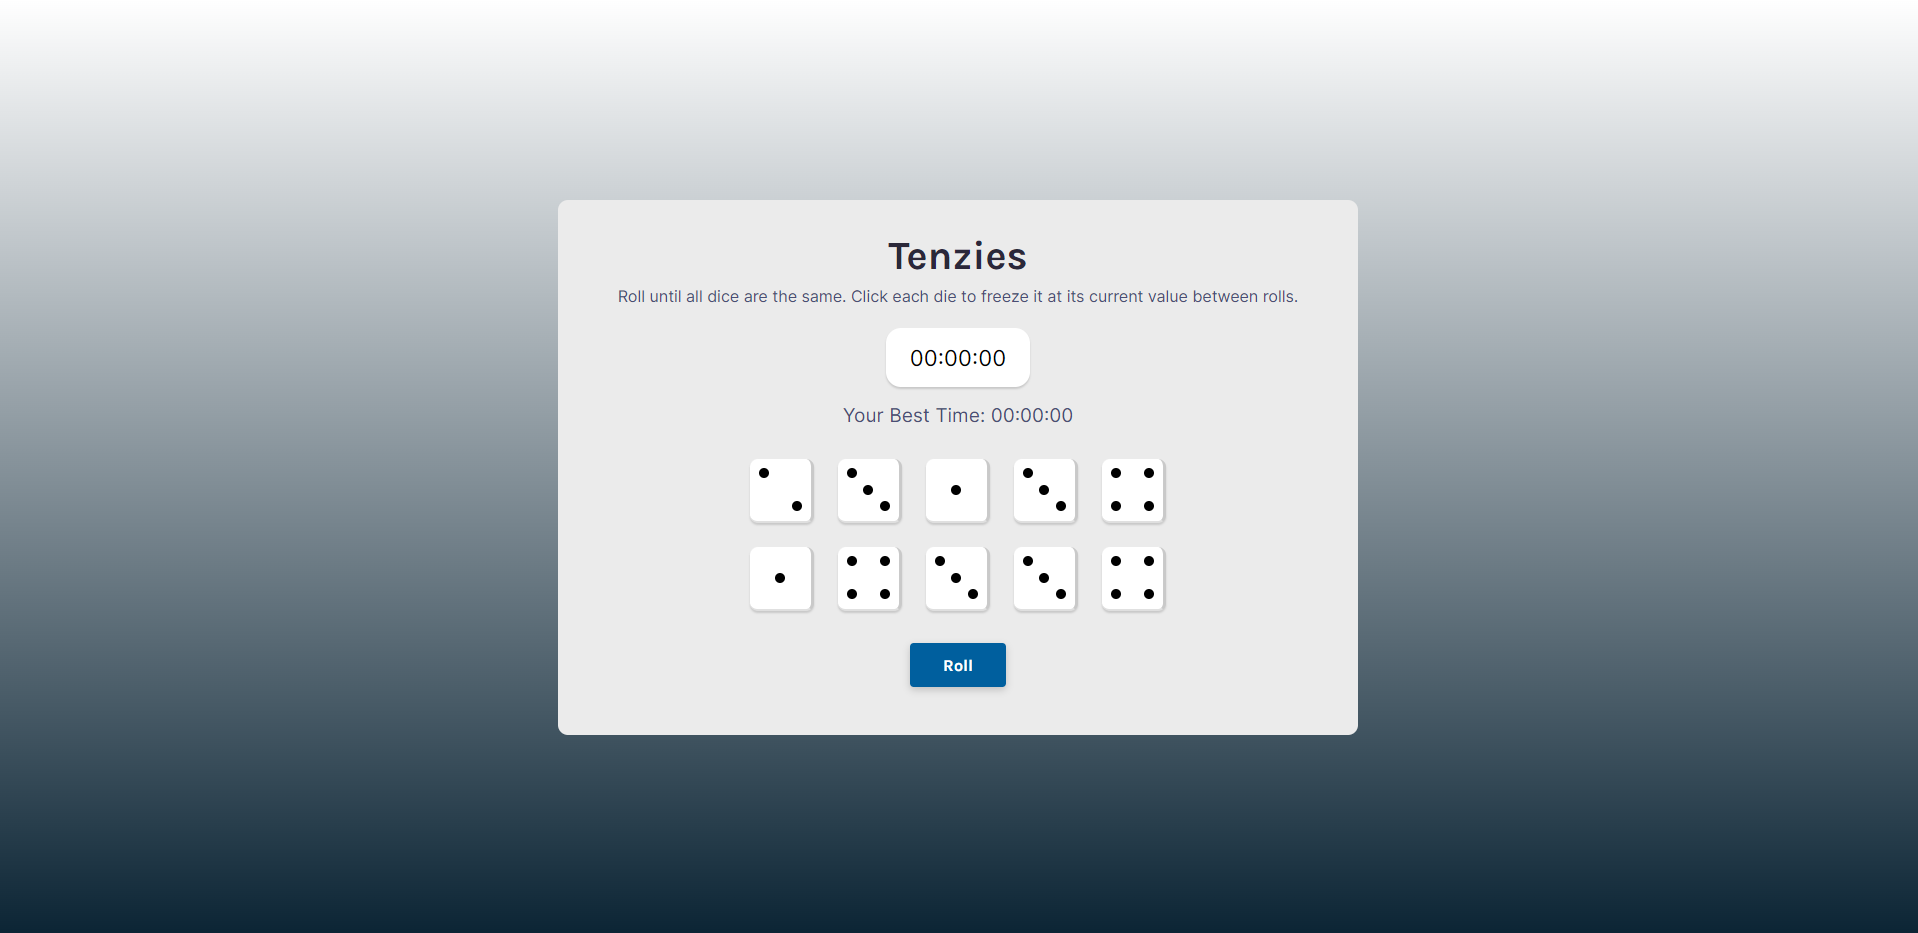 Tenzies
Roll until all dice are the same. Click each die to freeze it at its current value between rolls.
00:00:00
Your Best Time: 00:00:00
Roll